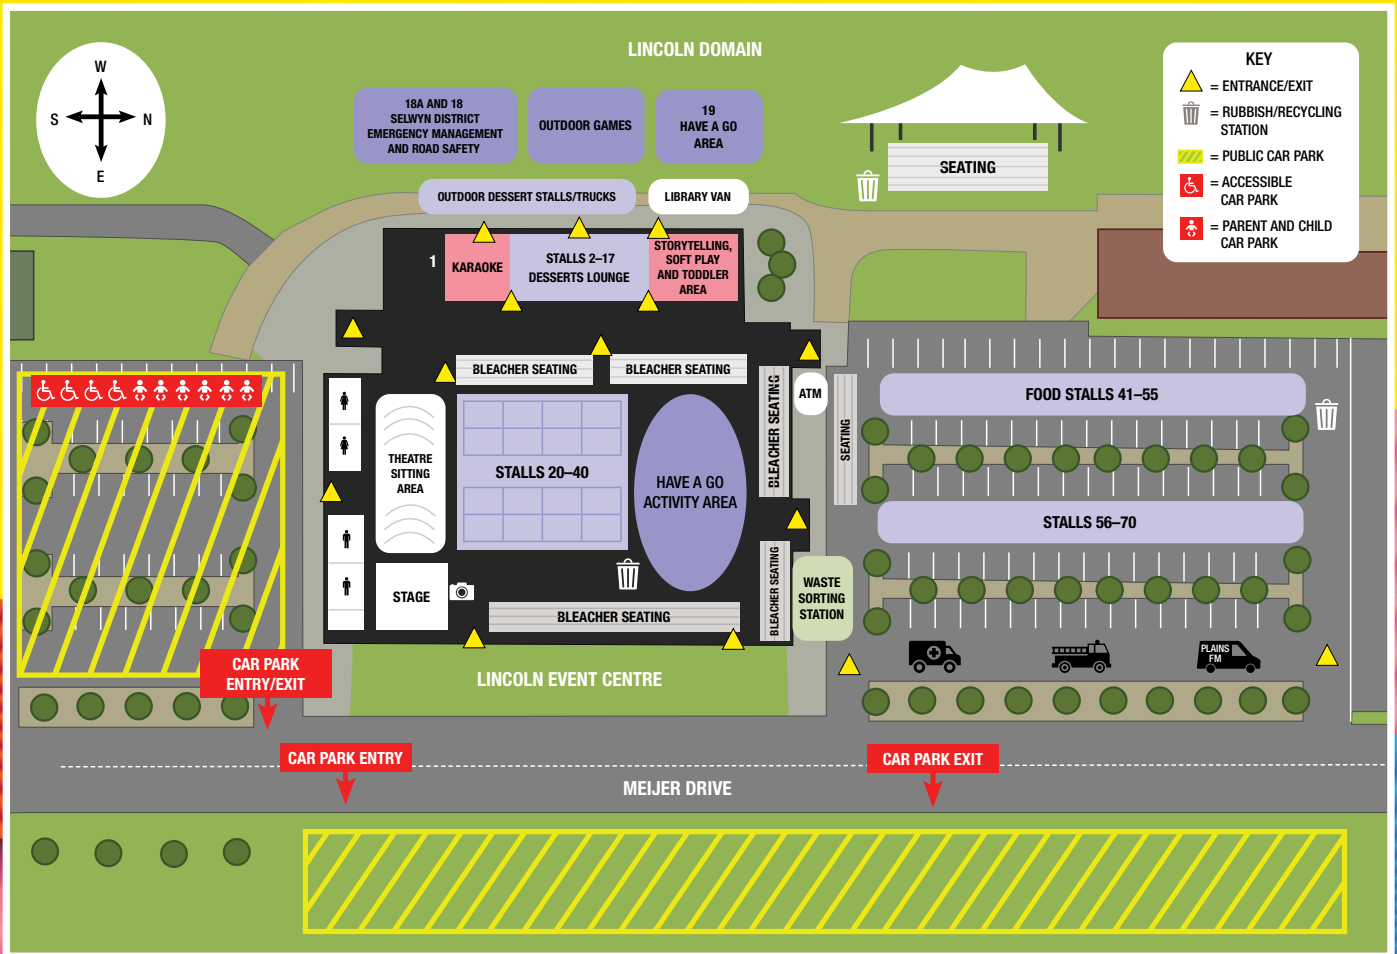 LINCOLN DOMAIN
W
S
N
E
KEY
= ENTRANCE/EXIT
= RUBBISH/RECYCLING
STATION
= PUBLIC CAR PARK
= ACCESSIBLE
CAR PARK
= PARENT AND CHILD
CAR PARK
18A AND 18
SELWYN DISTRICT
EMERGENCY MANAGEMENT
AND ROAD SAFETY
OUTDOOR GAMES
19
HAVE A GO
AREA
SEATING
OUTDOOR DESSERT STALLS/TRUCKS
LIBRARY VAN
1
KARAOKE
STALLS 2–17
DESSERTS LOUNGE
STORYTELLING,
SOFT PLAY
AND TODDLER
AREA
BLEACHER SEATING
BLEACHER SEATING
BLEACHER SEATING
ATM
SEATING
FOOD STALLS 41–55
THEATRE
SITTING
AREA
STALLS 20–40
HAVE A GO
ACTIVITY AREA
STALLS 56–70
STAGE
BLEACHER SEATING
BLEACHER SEATING
WASTE
SORTING
STATION
PLAINS
FM
CAR PARK
ENTRY/EXIT
LINCOLN EVENT CENTRE
CAR PARK ENTRY
CAR PARK EXIT
MEIJER DRIVE